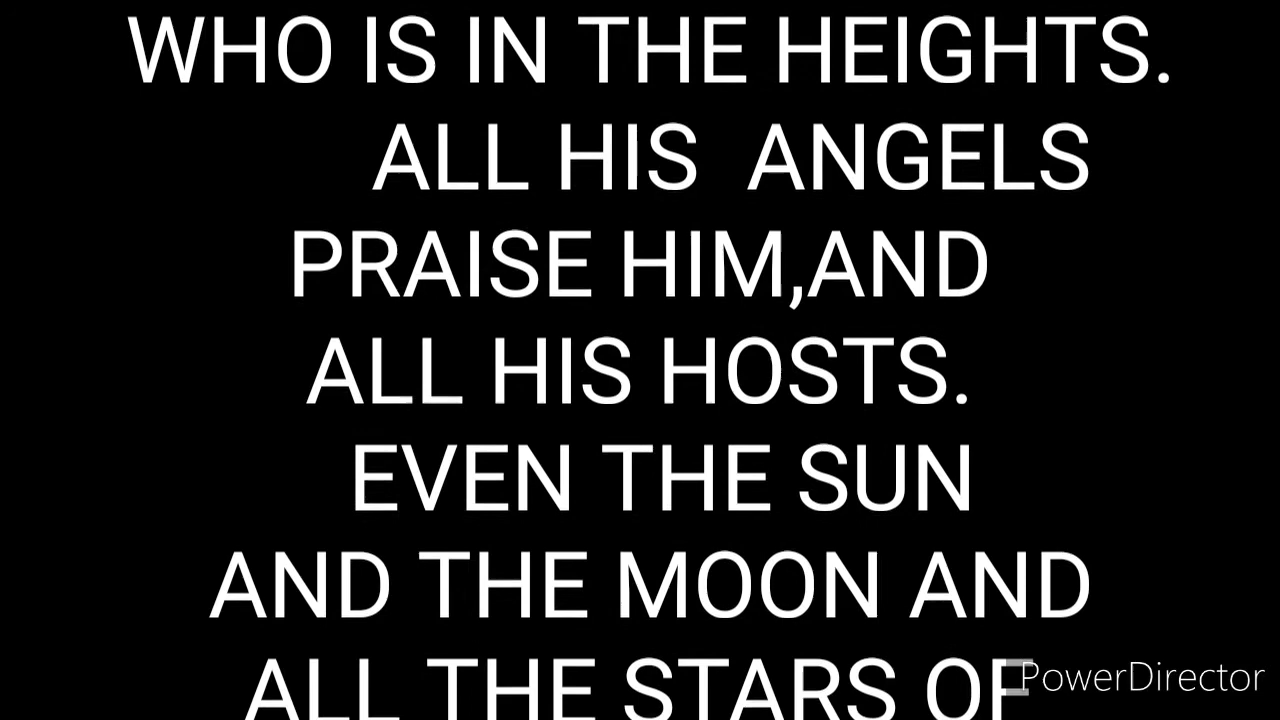 WHO IS IN THE HEIGHTS.
ALL HIS  ANGELS
PRAISE HIM,AND
ALL HIS HOSTS.
EVEN THE SUN
AND THE MOON AND
ALL THE STARS OF
PowerDirector